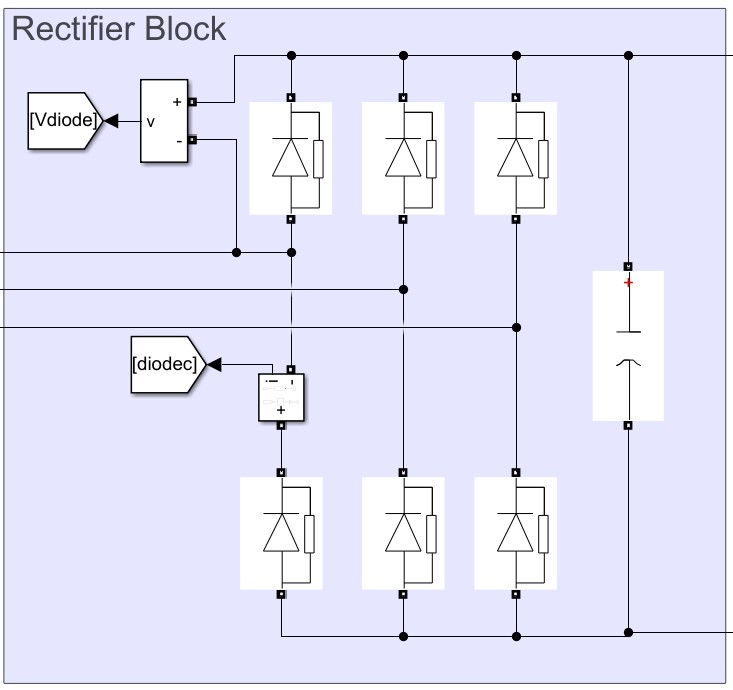 Rectifier Block
[Vdiode]
+
v
-
+
[diodec]
+